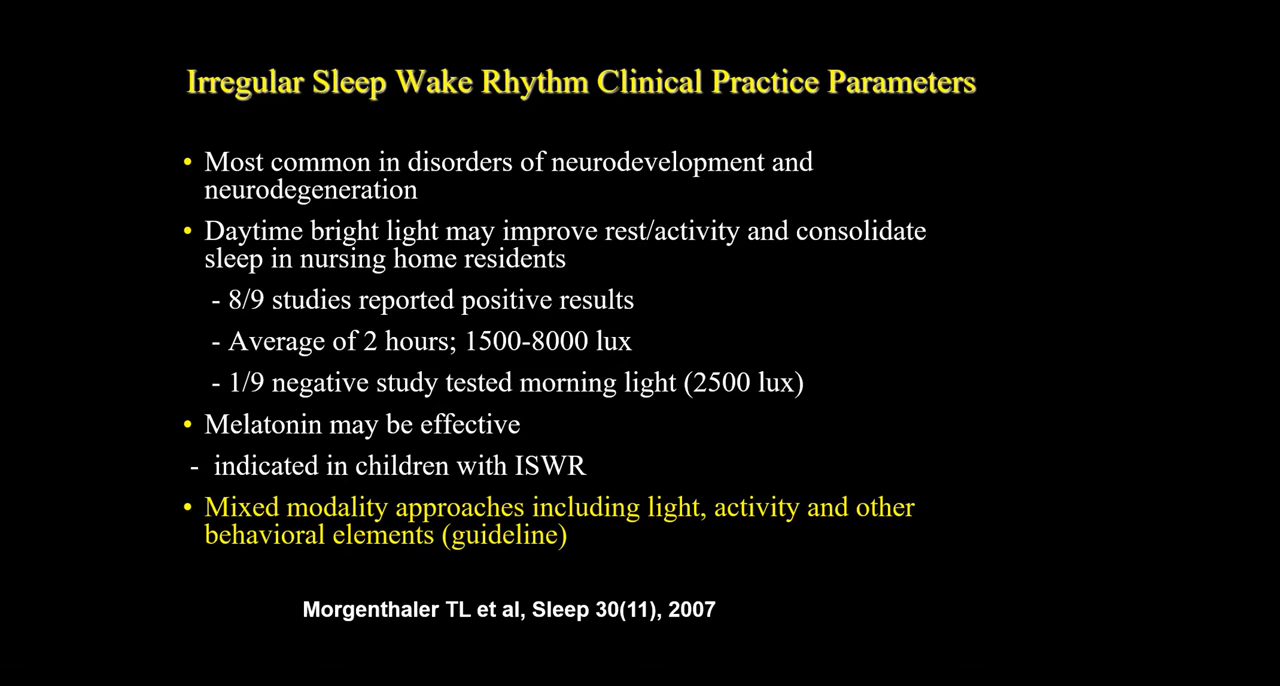 Irregular Sleep Wake Rhythm Clinical Practice Parameters
• Most common in disorders of neurodevelopment and
neurodegeneration
• Daytime bright light may improve rest/activity and consolidate
sleep in nursing home residents
- 8/9 studies reported positive results
- Average of 2 hours; 1500-8000 lux
- 1/9 negative study tested morning light (2500 lux)
• Melatonin may be effective
- indicated in children with ISWR
• Mixed modality approaches including light, activity and other
behavioral elements (guideline)
Morgenthaler TL et al, Sleep 30(11), 2007